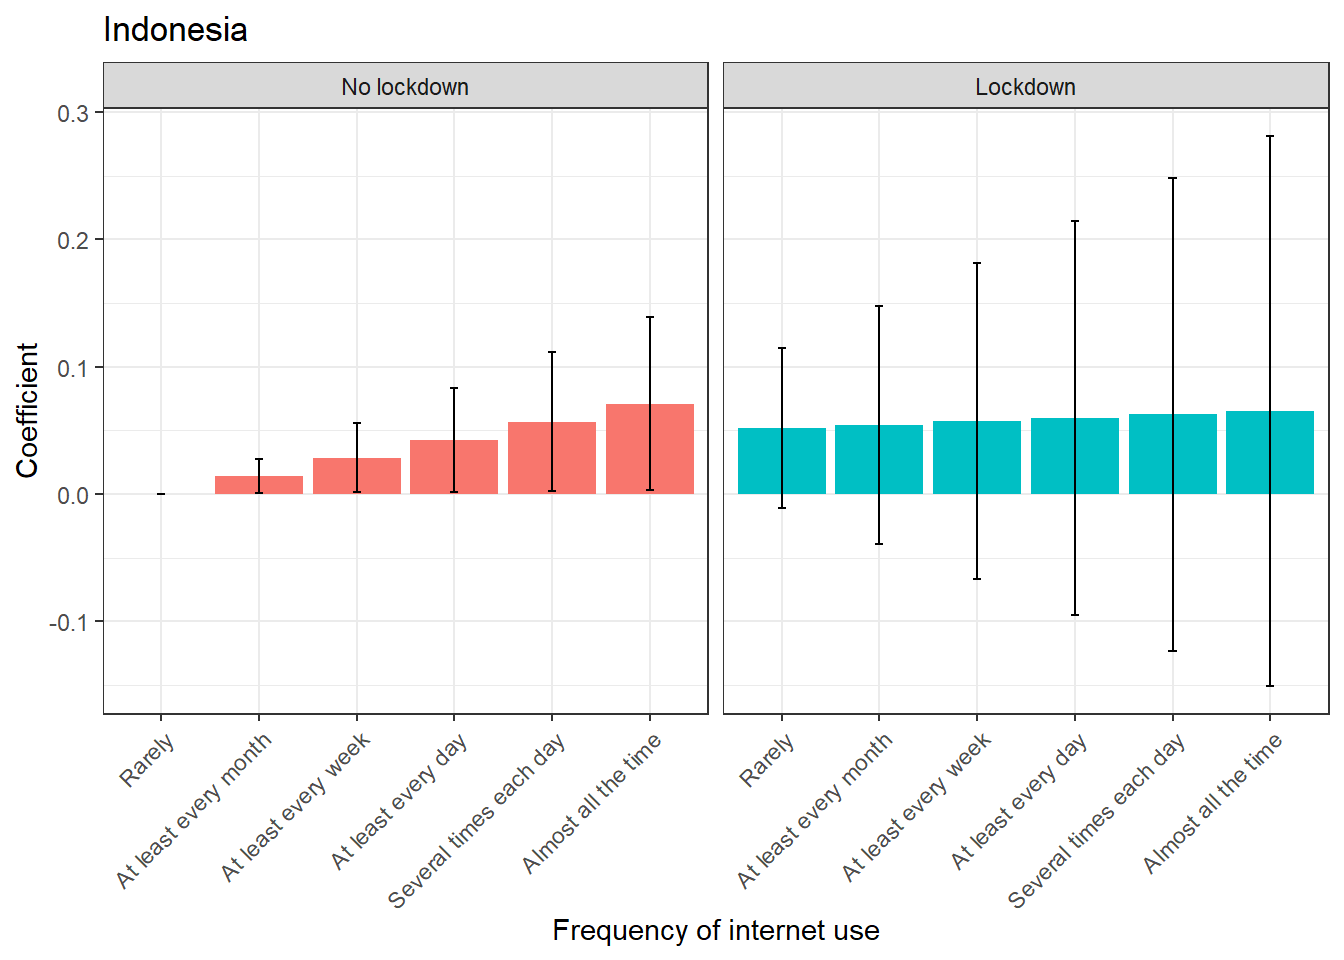 Indonesia
No lockdown
Lockdown
Coefficient
0.3
0.2
0.1
0.0
-0.1
Rarely
At least every month
At least every week
At least every day
Several times each day
Almost all the time
Rarely
At least every month
At least every week
At least every day
Several times each day
Almost all the time
Frequency of internet use